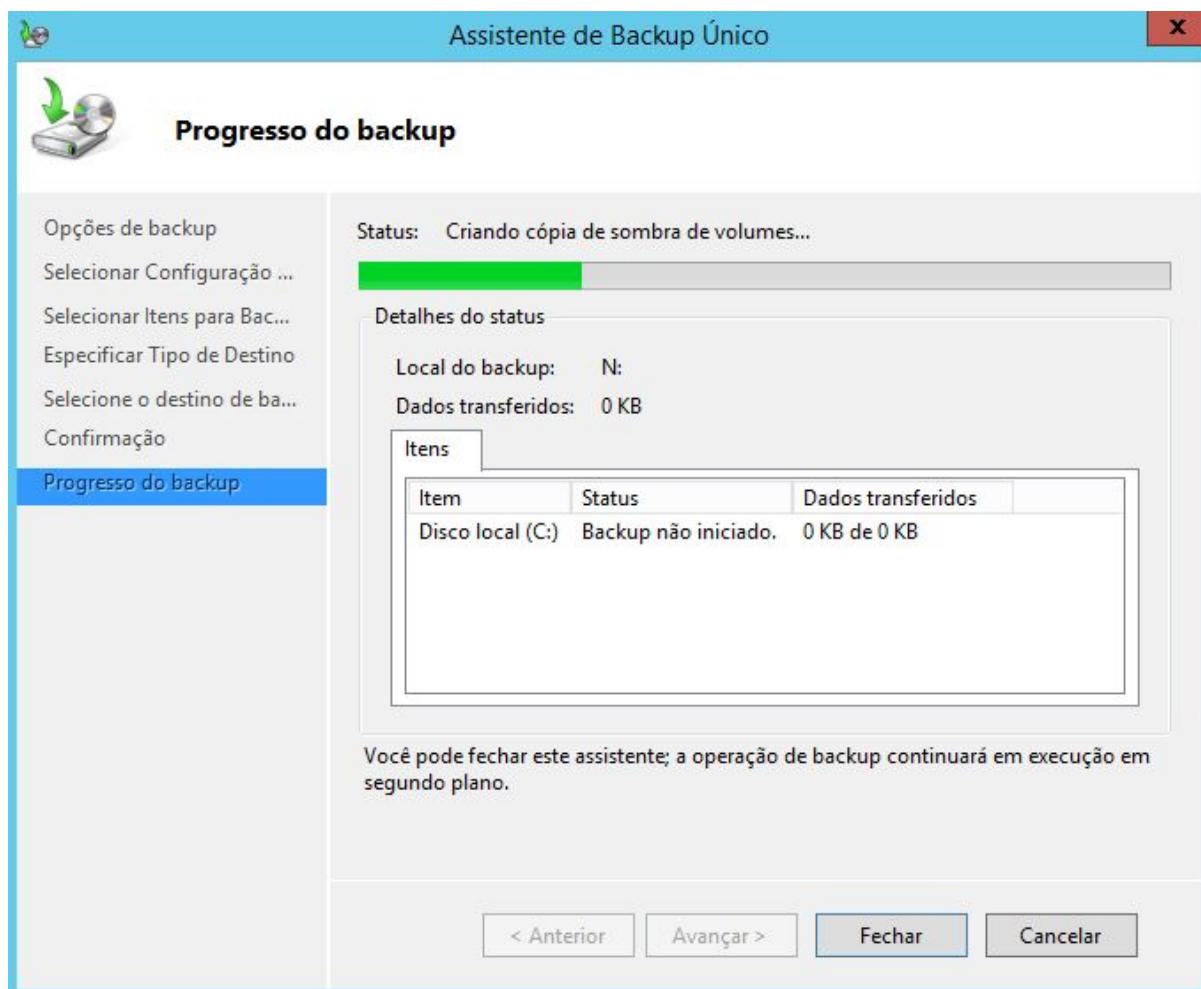 Assistente de Backup Único
x
Progresso do backup
Opções de backup
Selecionar Configuração ...
Selecionar Itens para Bac...
Especificar Tipo de Destino
Selecione o destino de ba...
Confirmação
Progresso do backup
Status: Criando cópia de sombra de volumes...
Detalhes do status
Local do backup: N:
Dados transferidos: 0 KB
Itens
Item Status Dados transferidos
Disco local (C:) Backup não iniciado. 0 KB de 0 KB
Você pode fechar este assistente; a operação de backup continuará em execução em
segundo plano.
< Anterior Avançar > Fechar Cancelar